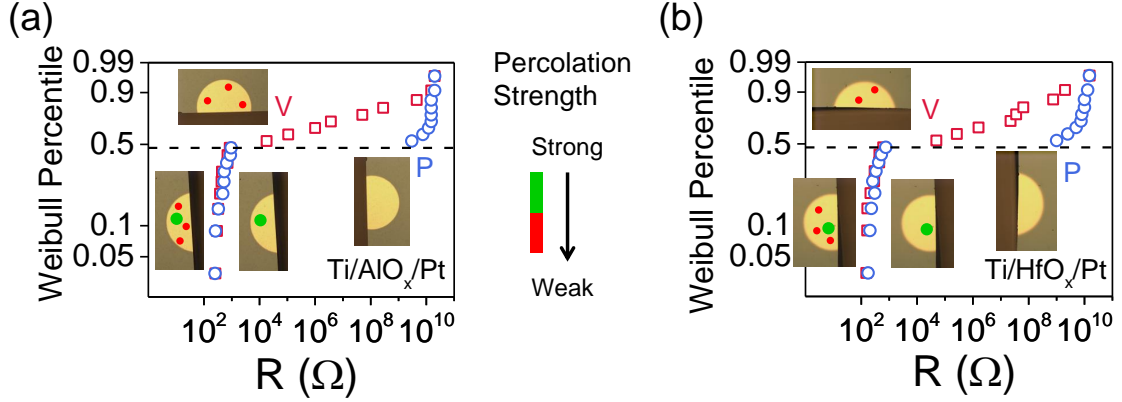 (a)
Weibull Percentile
0.99
0.9
0.5
0.1
0.05
V
P
Ti/AlOₓ/Pt
10² 10⁴ 10⁶ 10⁸ 10¹⁰
R (Ω)
Percolation
Strength
Strong
Weak
(b)
Weibull Percentile
0.99
0.9
0.5
0.1
0.05
V
P
Ti/HfOₓ/Pt
10² 10⁴ 10⁶ 10⁸ 10¹⁰
R (Ω)